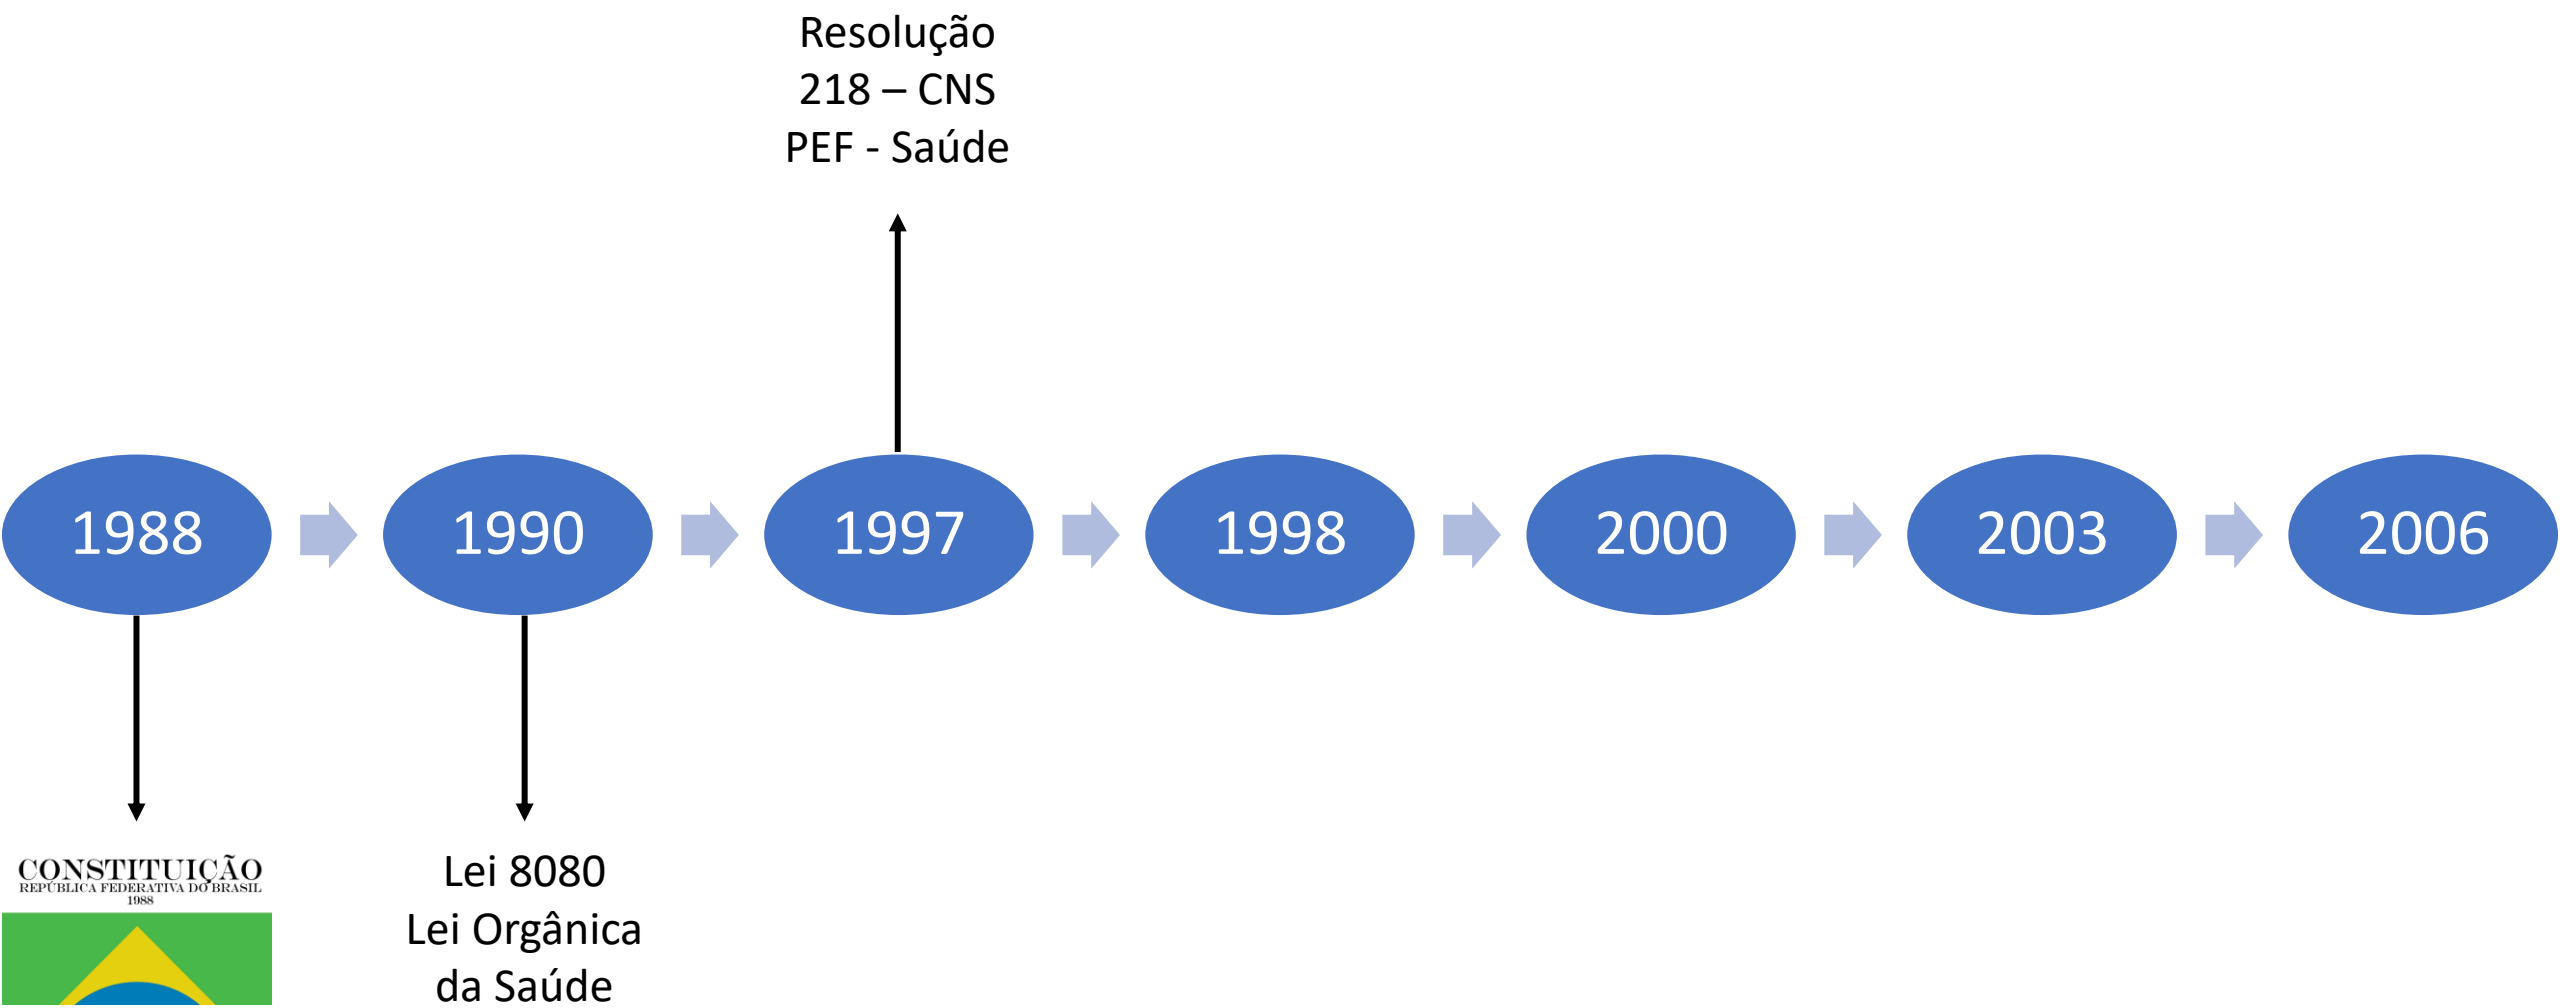 Resolução
218 – CNS
PEF - Saúde
1988
1990
1997
1998
2000
2003
2006
CONSTITUIÇÃO
REPÚBLICA FEDERATIVA DO BRASIL
1988
Lei 8080
Lei Orgânica
da Saúde